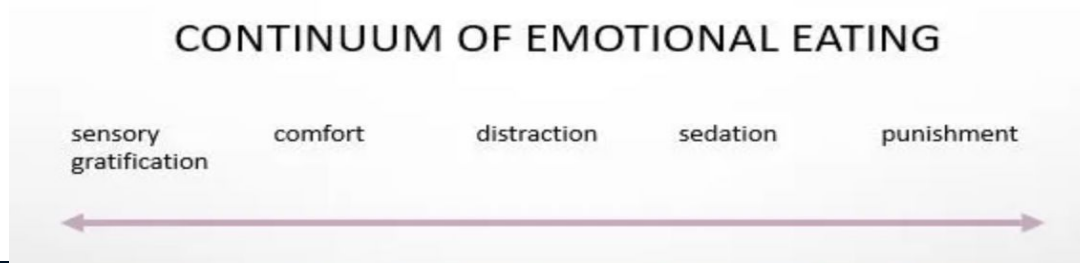 CONTINUUM OF EMOTIONAL EATING
sensory gratification
comfort
distraction
sedation
punishment